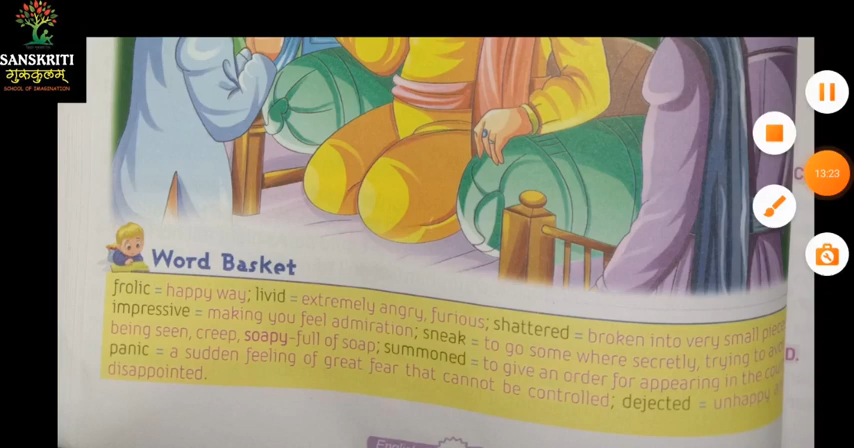 SANSKRITI
गुरुकुलम्
SCHOOL OF IMAGINATION
13:23
C
Word Basket
frolic = happy way; livid = extremely angry, furious; shattered = broken into very small
impressive = making you feel admiration; sneak = to go some where secretly, trying to
being seen, creep, soapy-full of soap; summoned = to give an order for appearing in the
D.
panic = a sudden feeling of great fear that cannot be controlled; dejected = unhappy
disappointed.